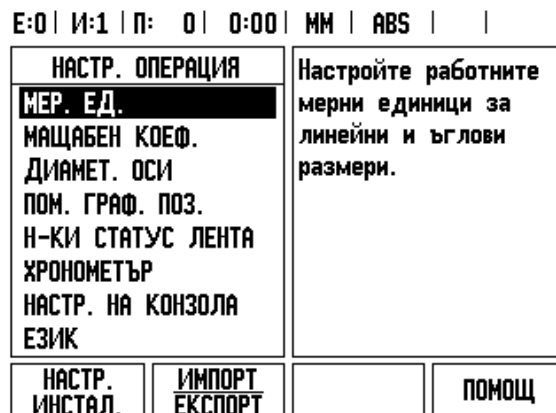 E:0 | И:1 | П: 0 | 0:00 | MM | ABS | |
НАСТР. ОПЕРАЦИЯ
МЕР. ЕД.
МАЩАБЕН КОЕФ.
ДИАМЕТ. ОСИ
ПОМ. ГРАФ. ПОЗ.
Н-КИ СТАТУС ЛЕНТА
ХРОНОМЕТЪР
НАСТР. НА КОНЗОЛА
ЕЗИК
Настройте работните
мерни единици за
линейни и ъглови
размери.
НАСТР.
ИНСТАЛ.
ИМПОРТ
ЕКСПОРТ
ПОМОЩ